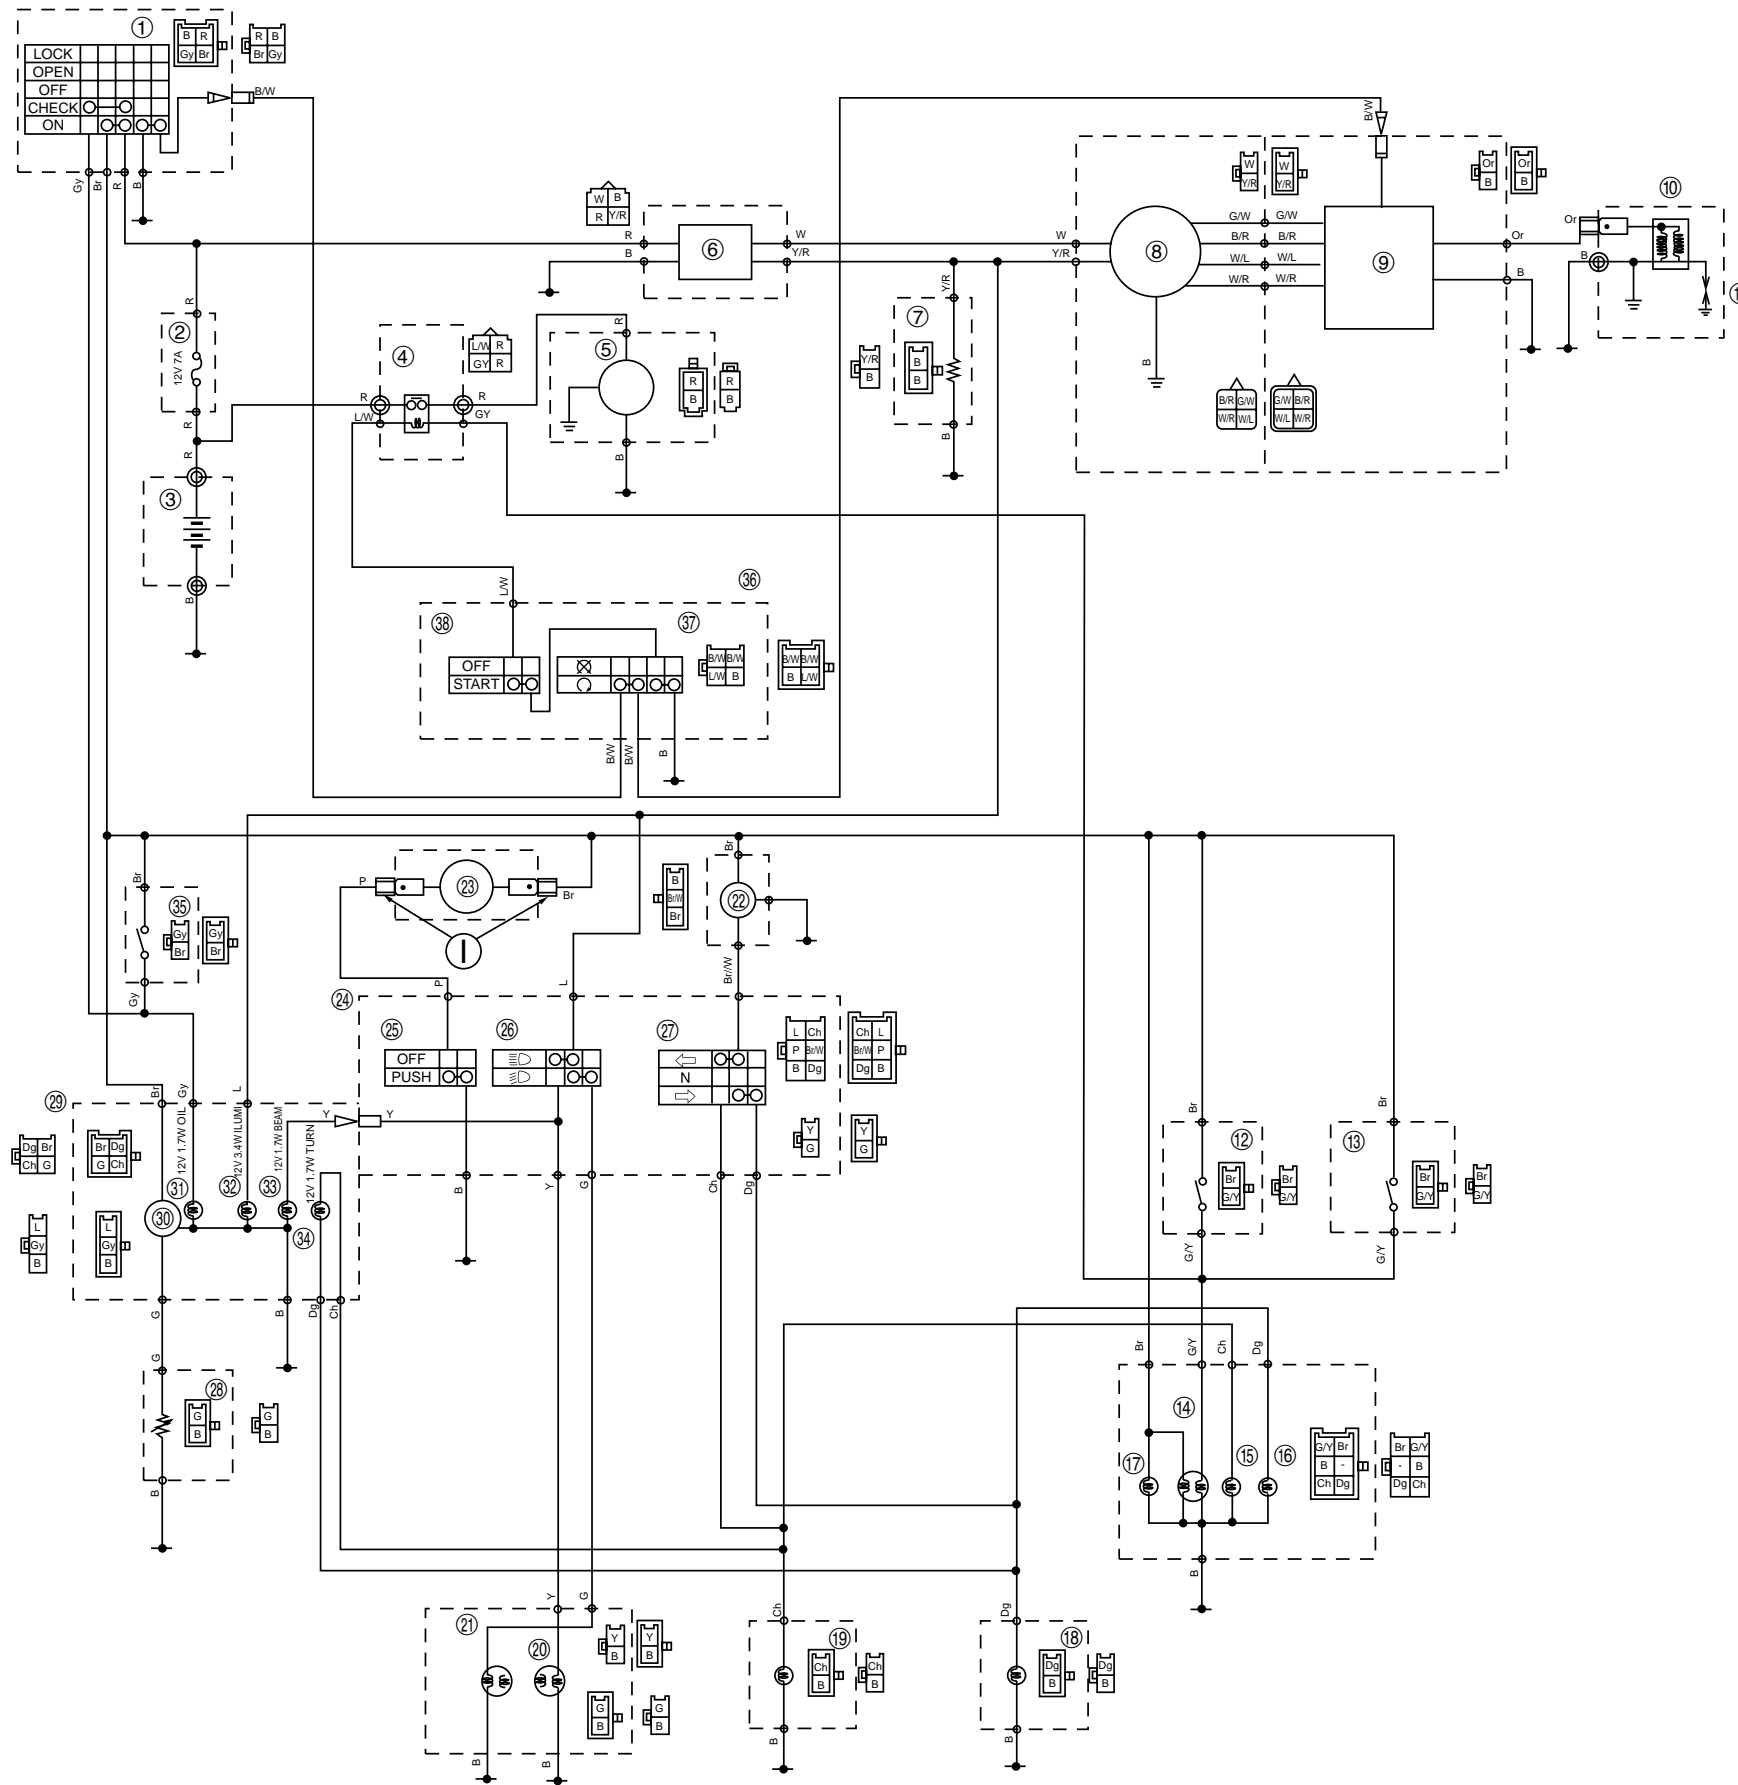 ①
B R
Gy Br
R B
Br Gy
LOCK
OPEN
OFF
CHECK
ON
B/W
Gy
Br
R
B
B/W
W
Y/R
W
Y/R
Or
B
Or
B
⑩
W B
R Y/R
R
B
⑥
W
Y/R
W
Y/R
⑧
G/W
B/R
W/L
W/R
G/W
B/R
W/L
W/R
⑨
Or
B
Or
B
R
②
12V 7A
R
R
③
B
④
L/W R
GY R
R
L/W
R
GY
R
⑤
R
B
R
B
B
Y/R
⑦
Y/R
B
B
B
B
B
B/R G/W
W/R W/L
G/W B/R
W/L W/R
L/W
㊱
㊳
㊲
OFF
START
B/W B/W
L/W B
B/W B/W
B L/W
B/W
B/W
B
Br
㉟
Gy
Br
Gy
Br
Gy
P
㉓
Br
B
Br/W
Br
Br
㉒
Br//W
P
L
㉔
㉕
㉖
㉗
OFF
PUSH
N
L Ch
P Br/W
B Dg
Ch L
Br/W P
Dg B
Y
G
Y
G
B
Y
G
Ch
Dg
㉙
Br
Gy
L
Y
Y
12V 1.7W OIL
12V 3.4W ILUMI
12V 1.7W BEAM
12V 1.7W TURN
Dg Br
Ch G
Br Dg
G Ch
㉛
㉜
㉝
㉚
㉞
L
Gy
B
L
Gy
B
G
B
Dg
Ch
G
㉘
G
B
G
B
B
Br
⑫
Br
G/Y
Br
G/Y
G/Y
Br
⑬
Br
G/Y
Br
G/Y
G/Y
Br
G/Y
Ch
Dg
⑭
⑰
⑮
⑯
G/Y Br
B -
Ch Dg
Br G/Y
- B
Dg Ch
B
Y
G
㉑
⑳
Y
B
Y
B
G
B
G
B
B
B
Ch
⑲
Ch
B
Ch
B
B
Dg
⑱
Dg
B
Dg
B
B